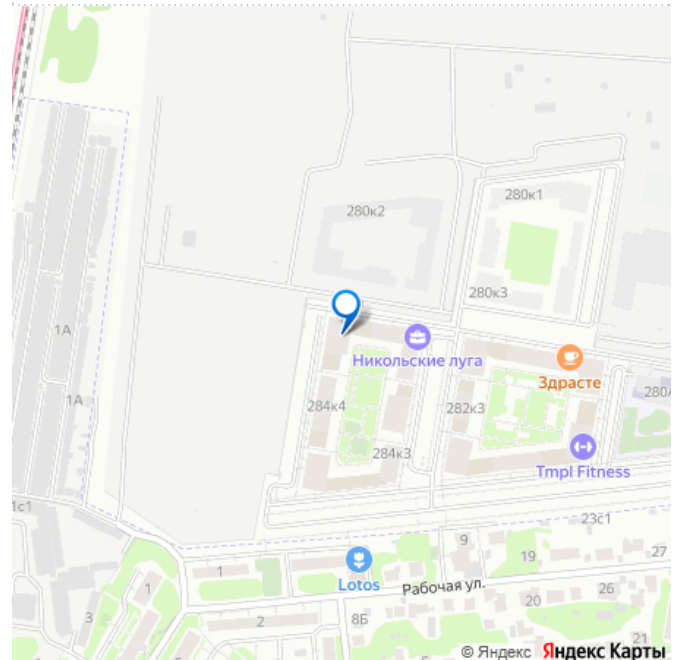 280к1
280к2
280к3
1А
Никольские луга
Здрасте
1А
284к4
282к3
280А
284к3
Tmpl Fitness
1с1
23с1
9
19
27
1
1
Lotos
Рабочая ул.
26
20
3
2
8Б
21
© Яндекс Яндекс Карты